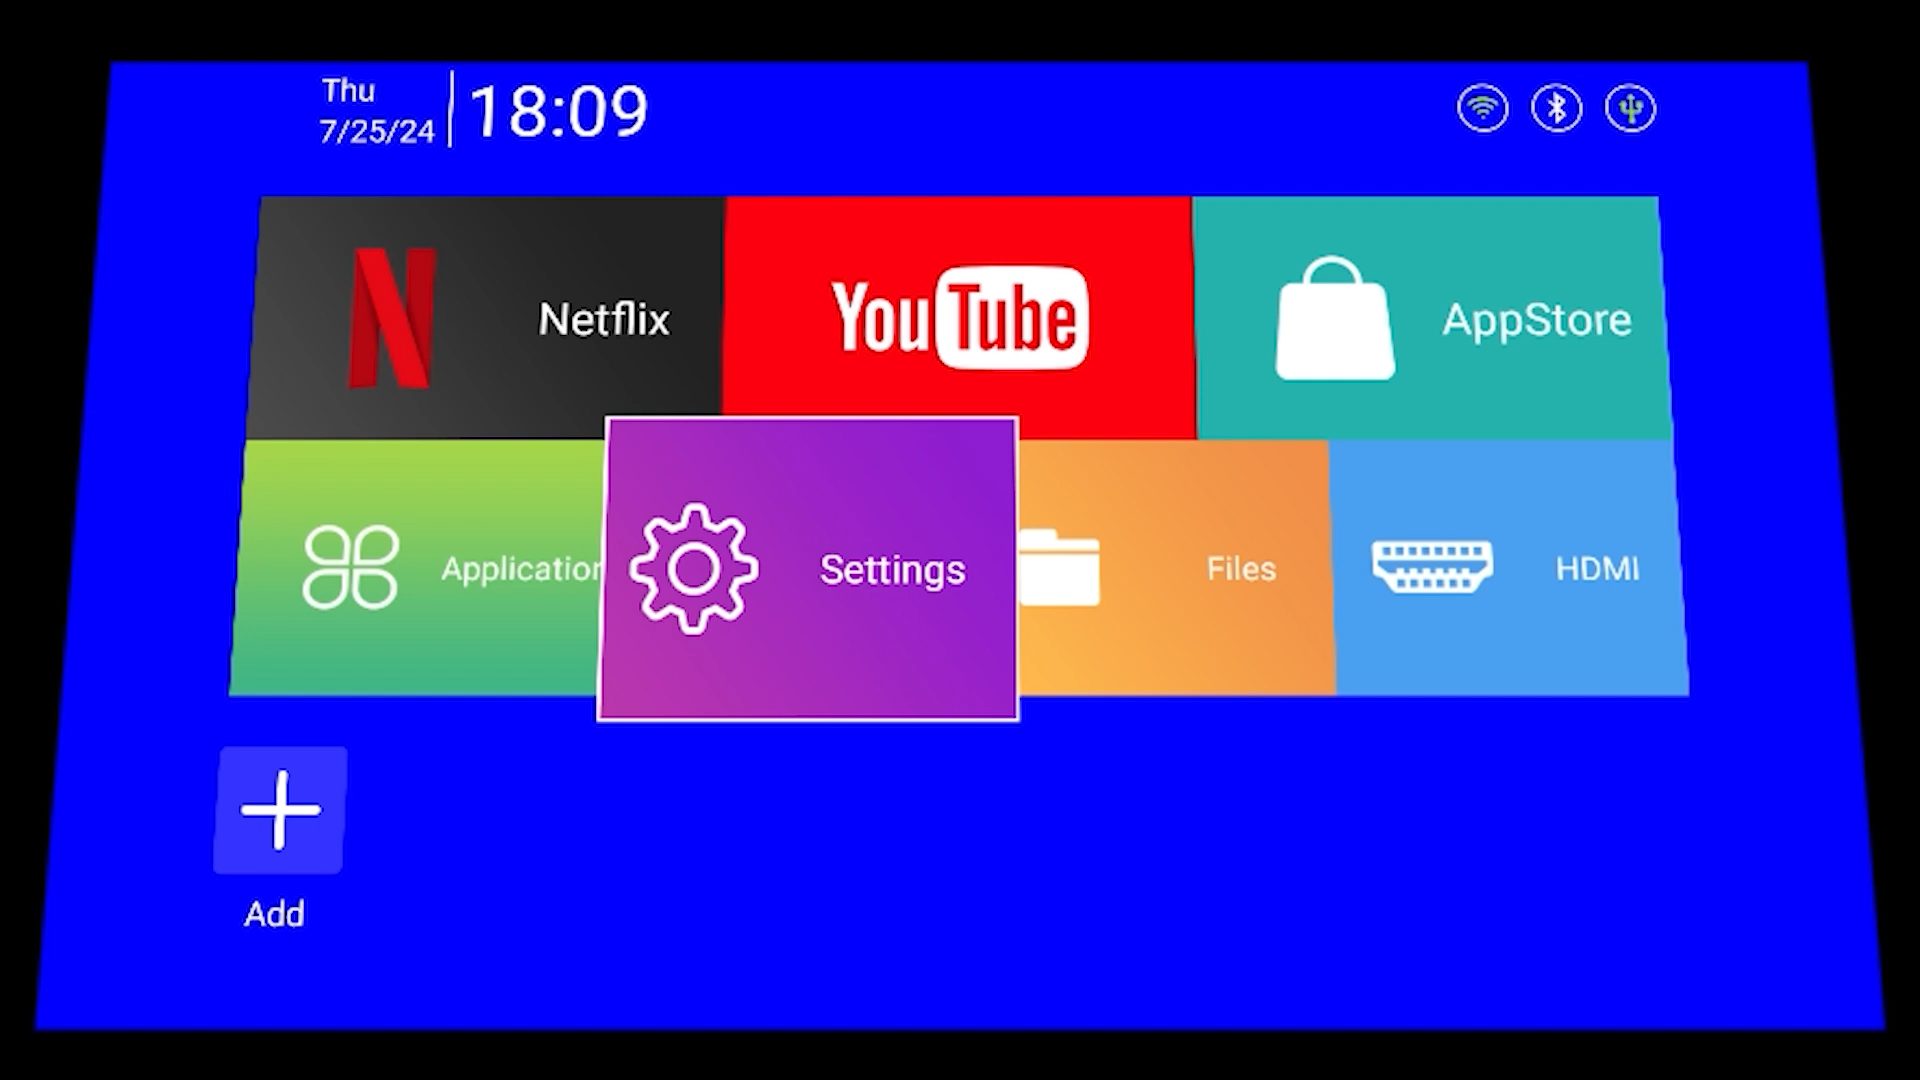 Thu
7/25/24
18:09
Netflix
YouTube
AppStore
Application
Settings
Files
HDMI
Add